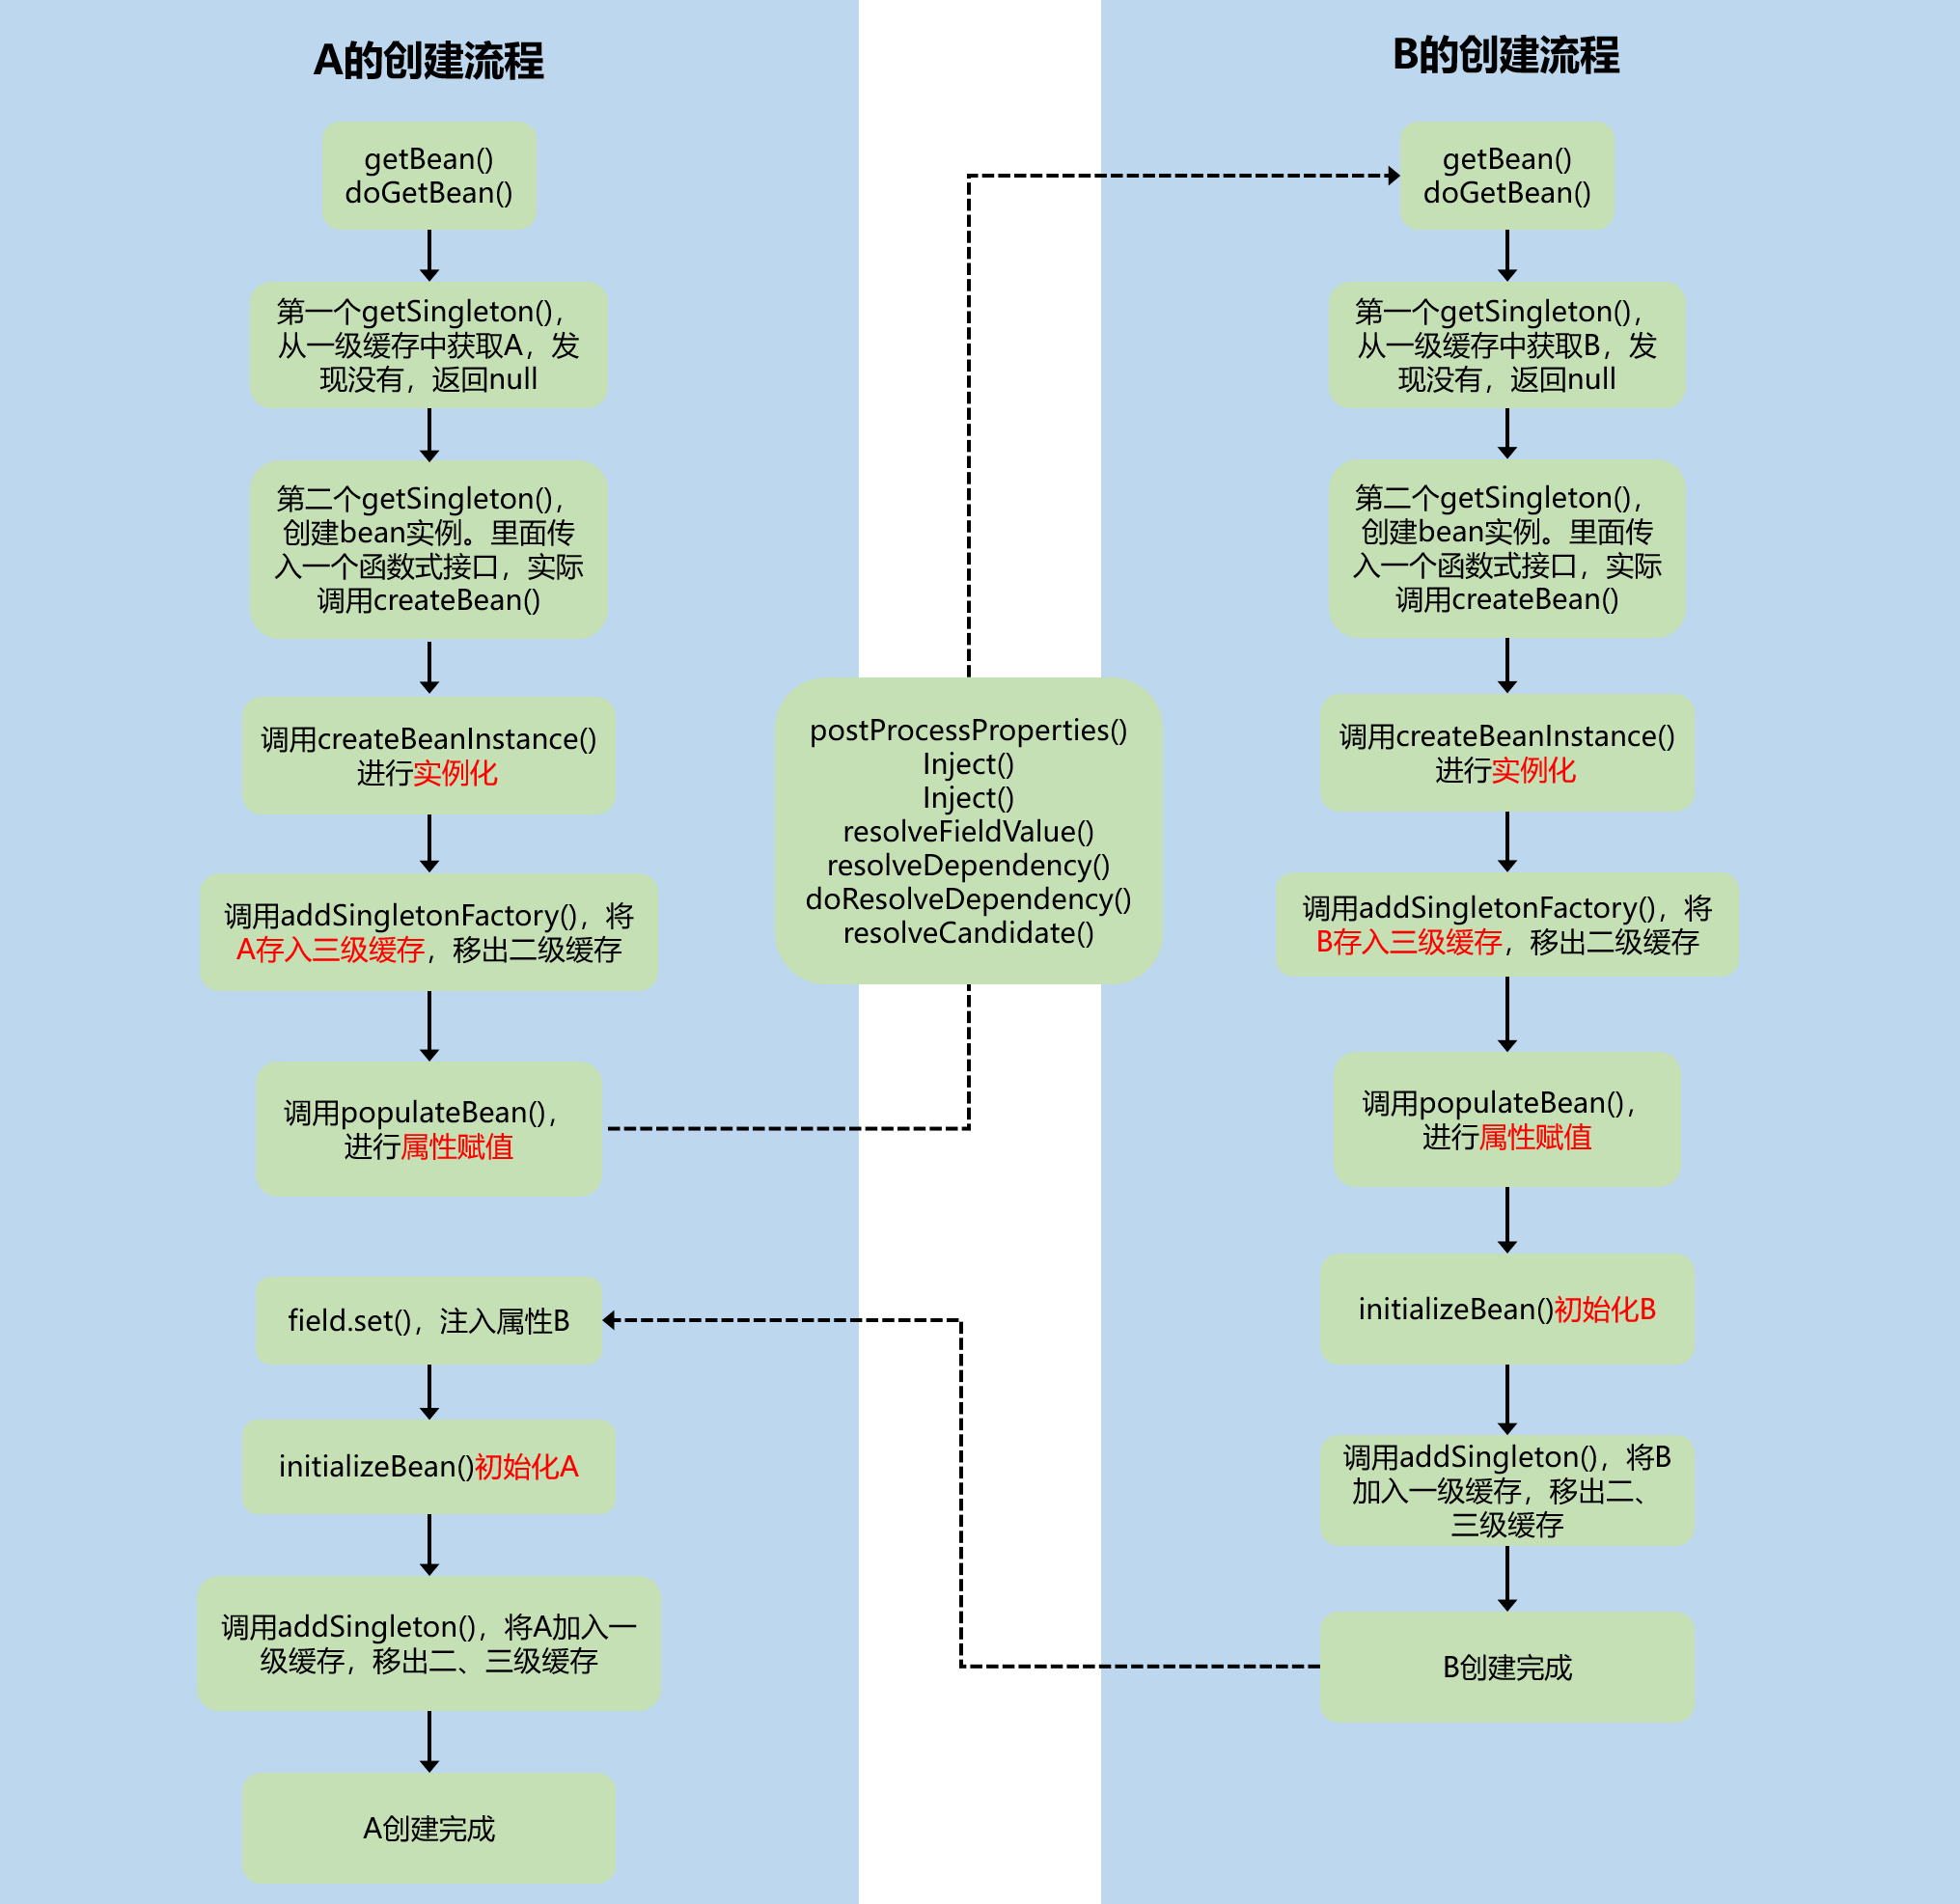 A的创建流程
getBean()
doGetBean()
第一个getSingleton()，
从一级缓存中获取A，发
现没有，返回null
第二个getSingleton()，
创建bean实例。里面传
入一个函数式接口，实际
调用createBean()
调用createBeanInstance()
进行实例化
调用addSingletonFactory()，将
A存入三级缓存，移出二级缓存
调用populateBean()，
进行属性赋值
postProcessProperties()
Inject()
Inject()
resolveFieldValue()
resolveDependency()
doResolveDependency()
resolveCandidate()
B的创建流程
getBean()
doGetBean()
第一个getSingleton()，
从一级缓存中获取B，发
现没有，返回null
第二个getSingleton()，
创建bean实例。里面传
入一个函数式接口，实际
调用createBean()
调用createBeanInstance()
进行实例化
调用addSingletonFactory()，将
B存入三级缓存，移出二级缓存
调用populateBean()，
进行属性赋值
initializeBean()初始化B
调用addSingleton()，将B
加入一级缓存，移出二、
三级缓存
B创建完成
field.set()，注入属性B
initializeBean()初始化A
调用addSingleton()，将A加入一
级缓存，移出二、三级缓存
A创建完成